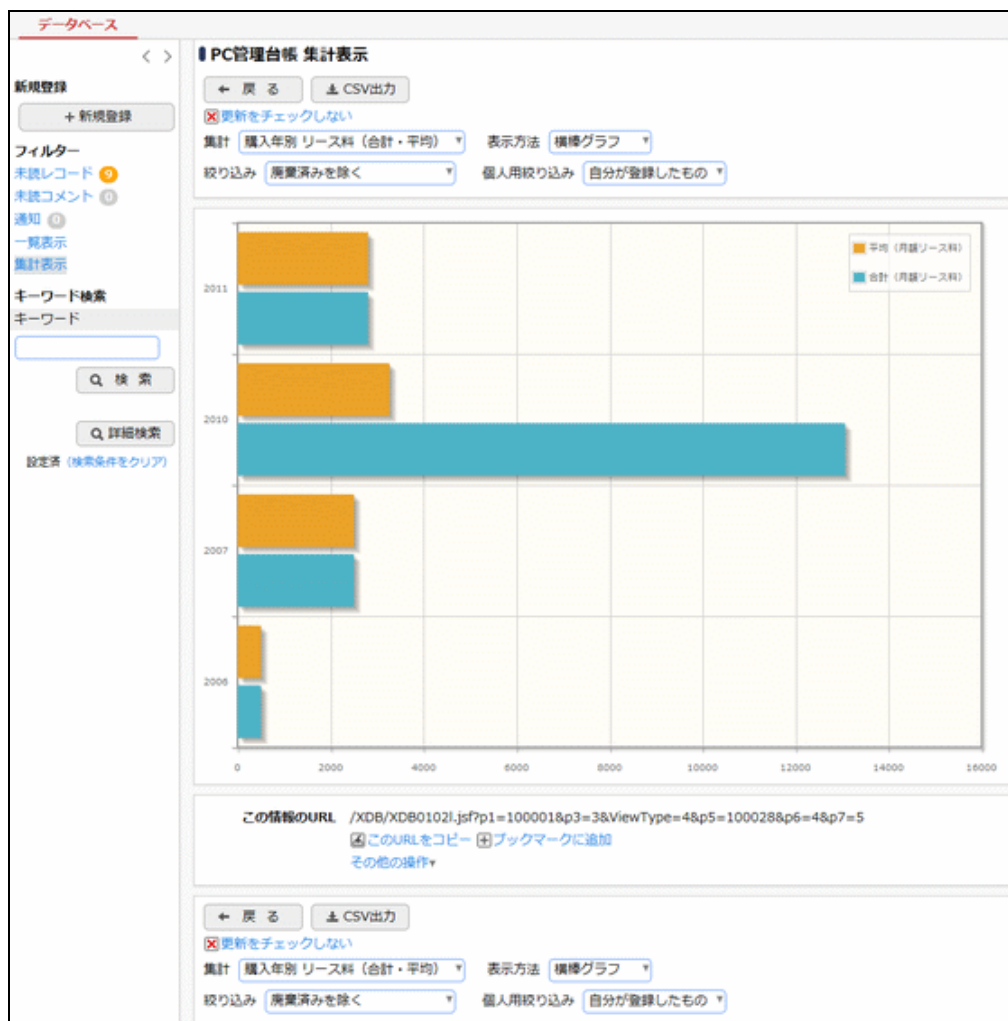 データベース
PC管理台帳 集計表示
戻る CSV出力
更新をチェックしない
集計 購入年別 リース料（合計・平均） 表示方法 横棒グラフ
絞り込み 廃棄済みを除く 個人用絞り込み 自分が登録したもの
新規登録
+ 新規登録
フィルター
未読レコード 9
未読コメント 0
通知 0
一覧表示
集計表示
キーワード検索
キーワード
検索
詳細検索
設定済（検索条件をクリア）
平均（月額リース料）
合計（月額リース料）
2011
2010
2007
2006
0 2000 4000 6000 8000 10000 12000 14000 16000
この情報のURL /XDB/XDB0102l.jsf?p1=100001&p3=3&ViewType=4&p5=100028&p6=4&p7=5
このURLをコピー ブックマークに追加
その他の操作▾
戻る CSV出力
更新をチェックしない
集計 購入年別 リース料（合計・平均） 表示方法 横棒グラフ
絞り込み 廃棄済みを除く 個人用絞り込み 自分が登録したもの